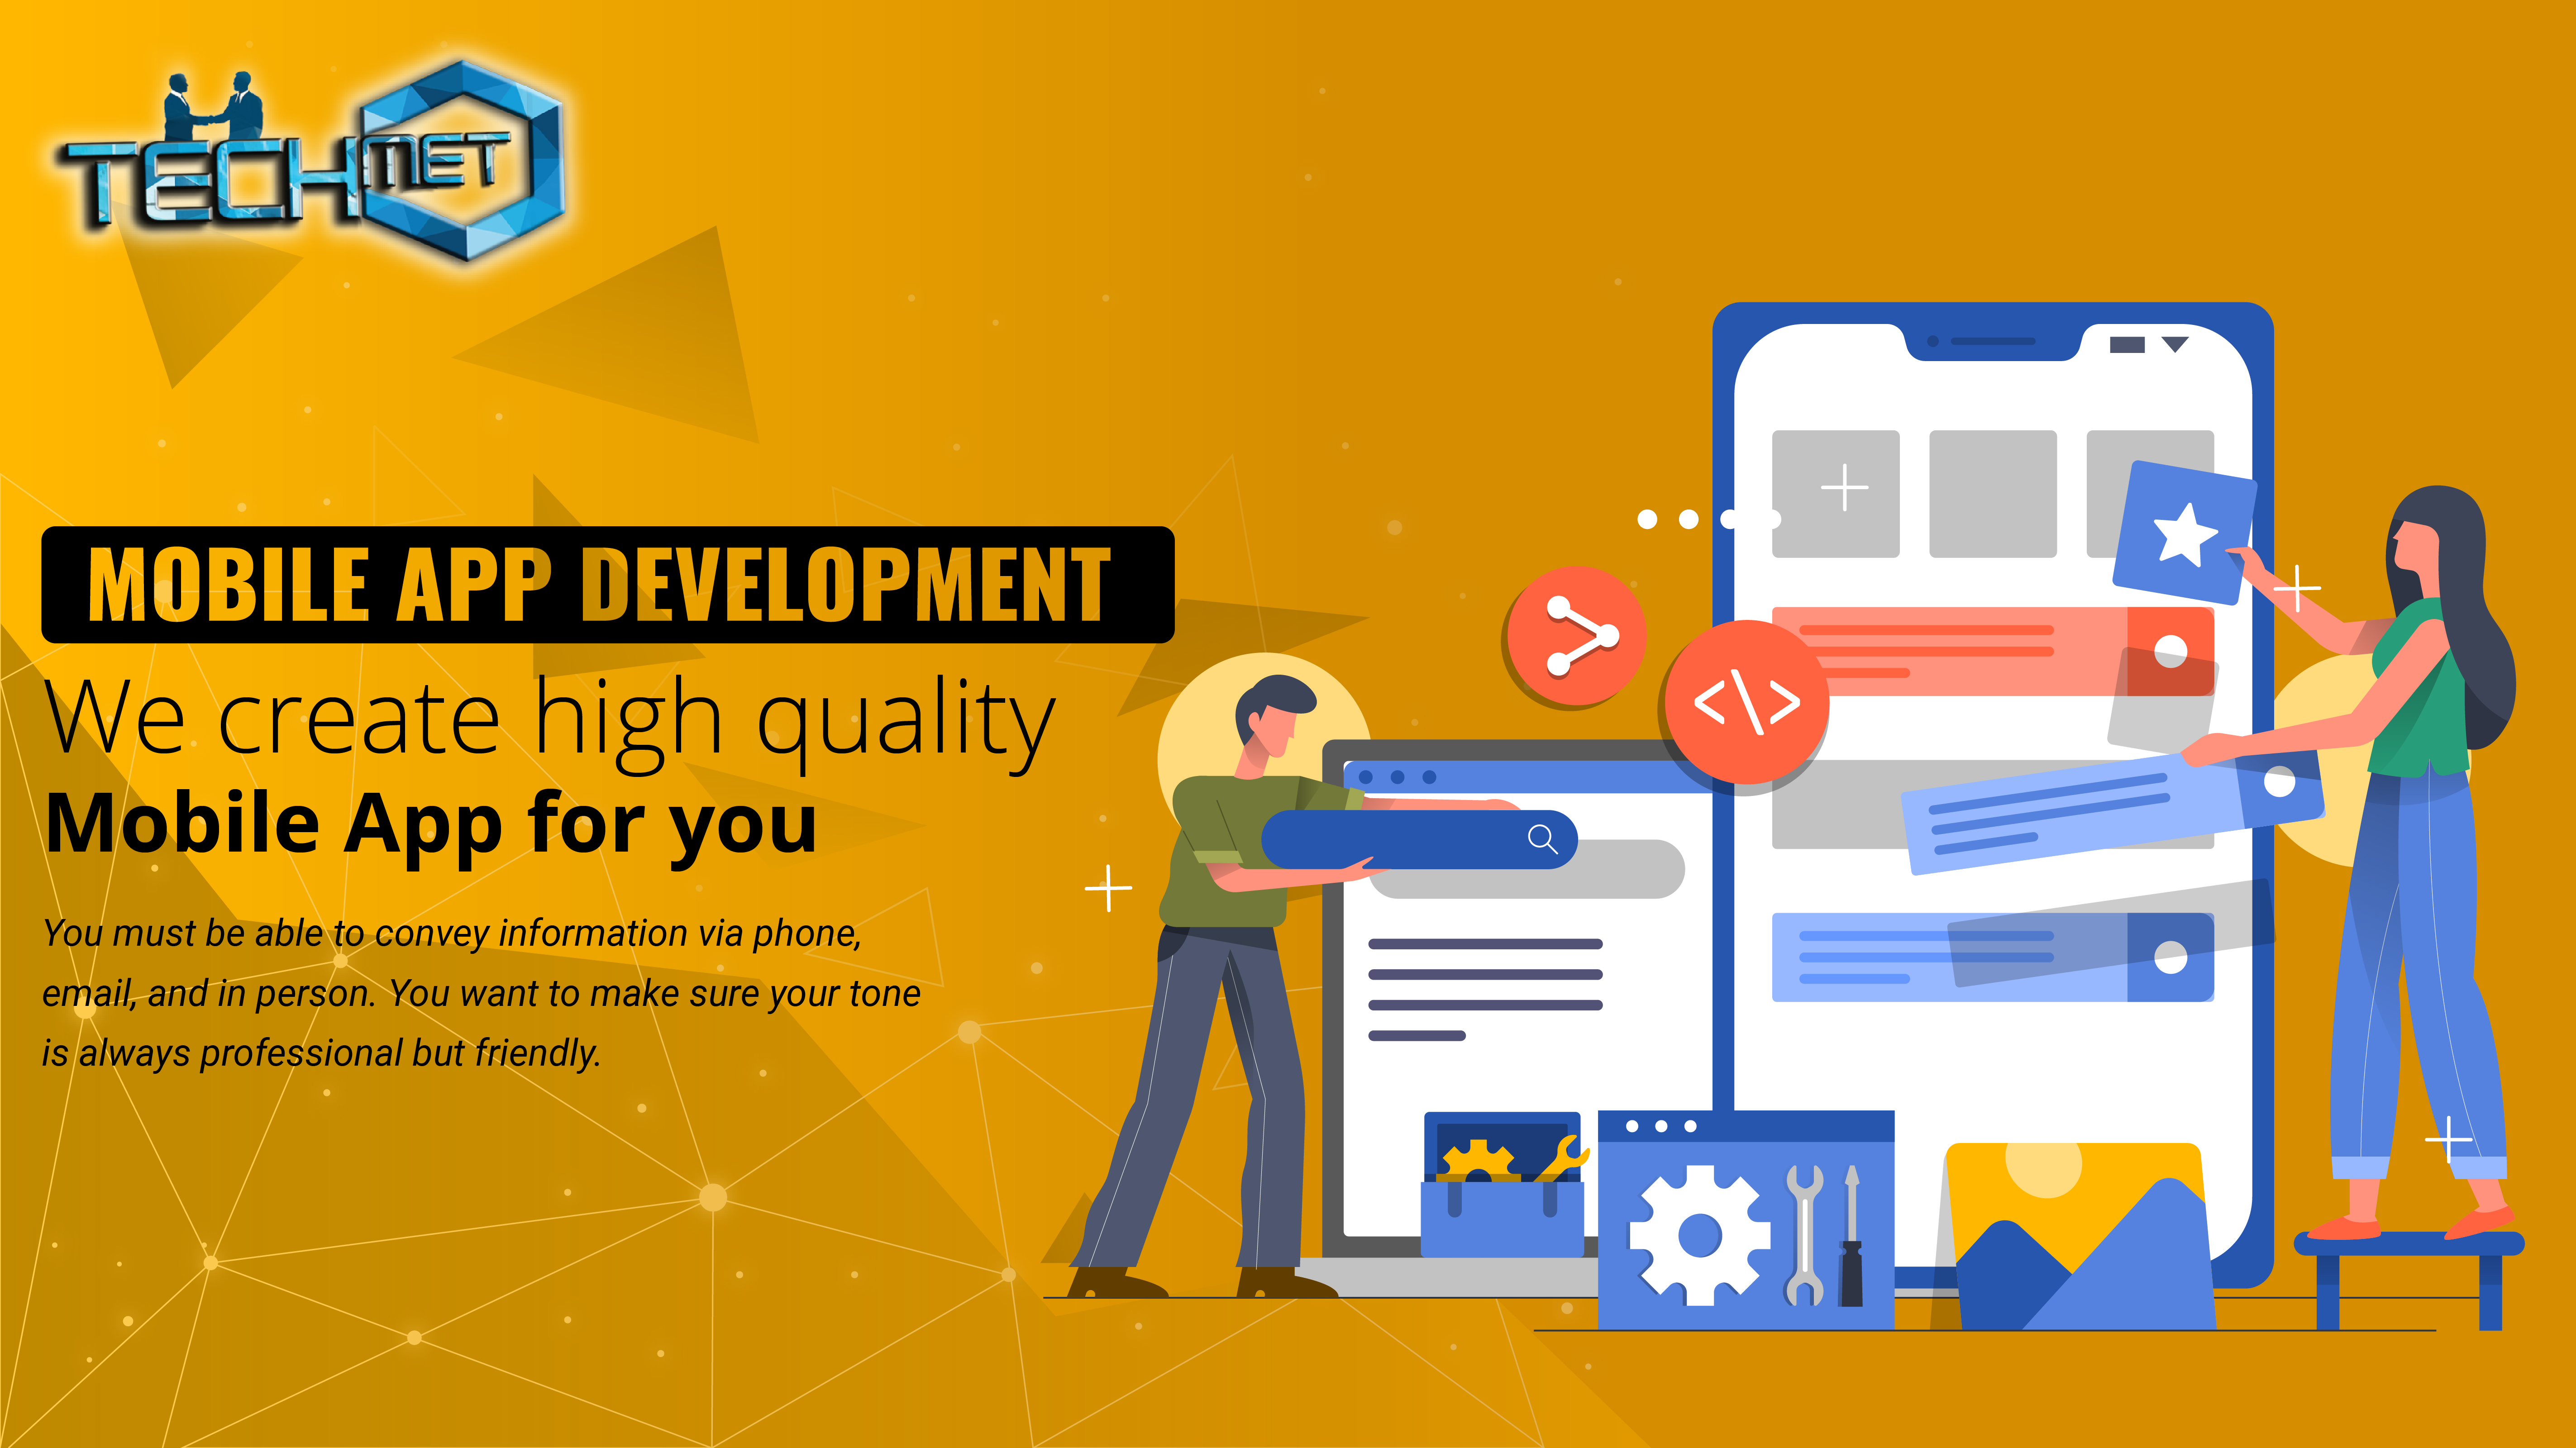 TECHMET
MOBILE APP DEVELOPMENT
We create high quality
Mobile App for you
You must be able to convey information via phone,
email, and in person. You want to make sure your tone
is always professional but friendly.